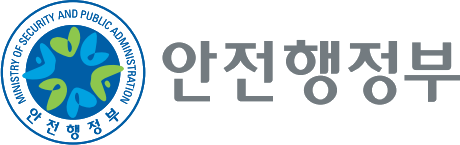 MINISTRY OF SECURITY AND PUBLIC ADMINISTRATION
안전행정부
안전행정부